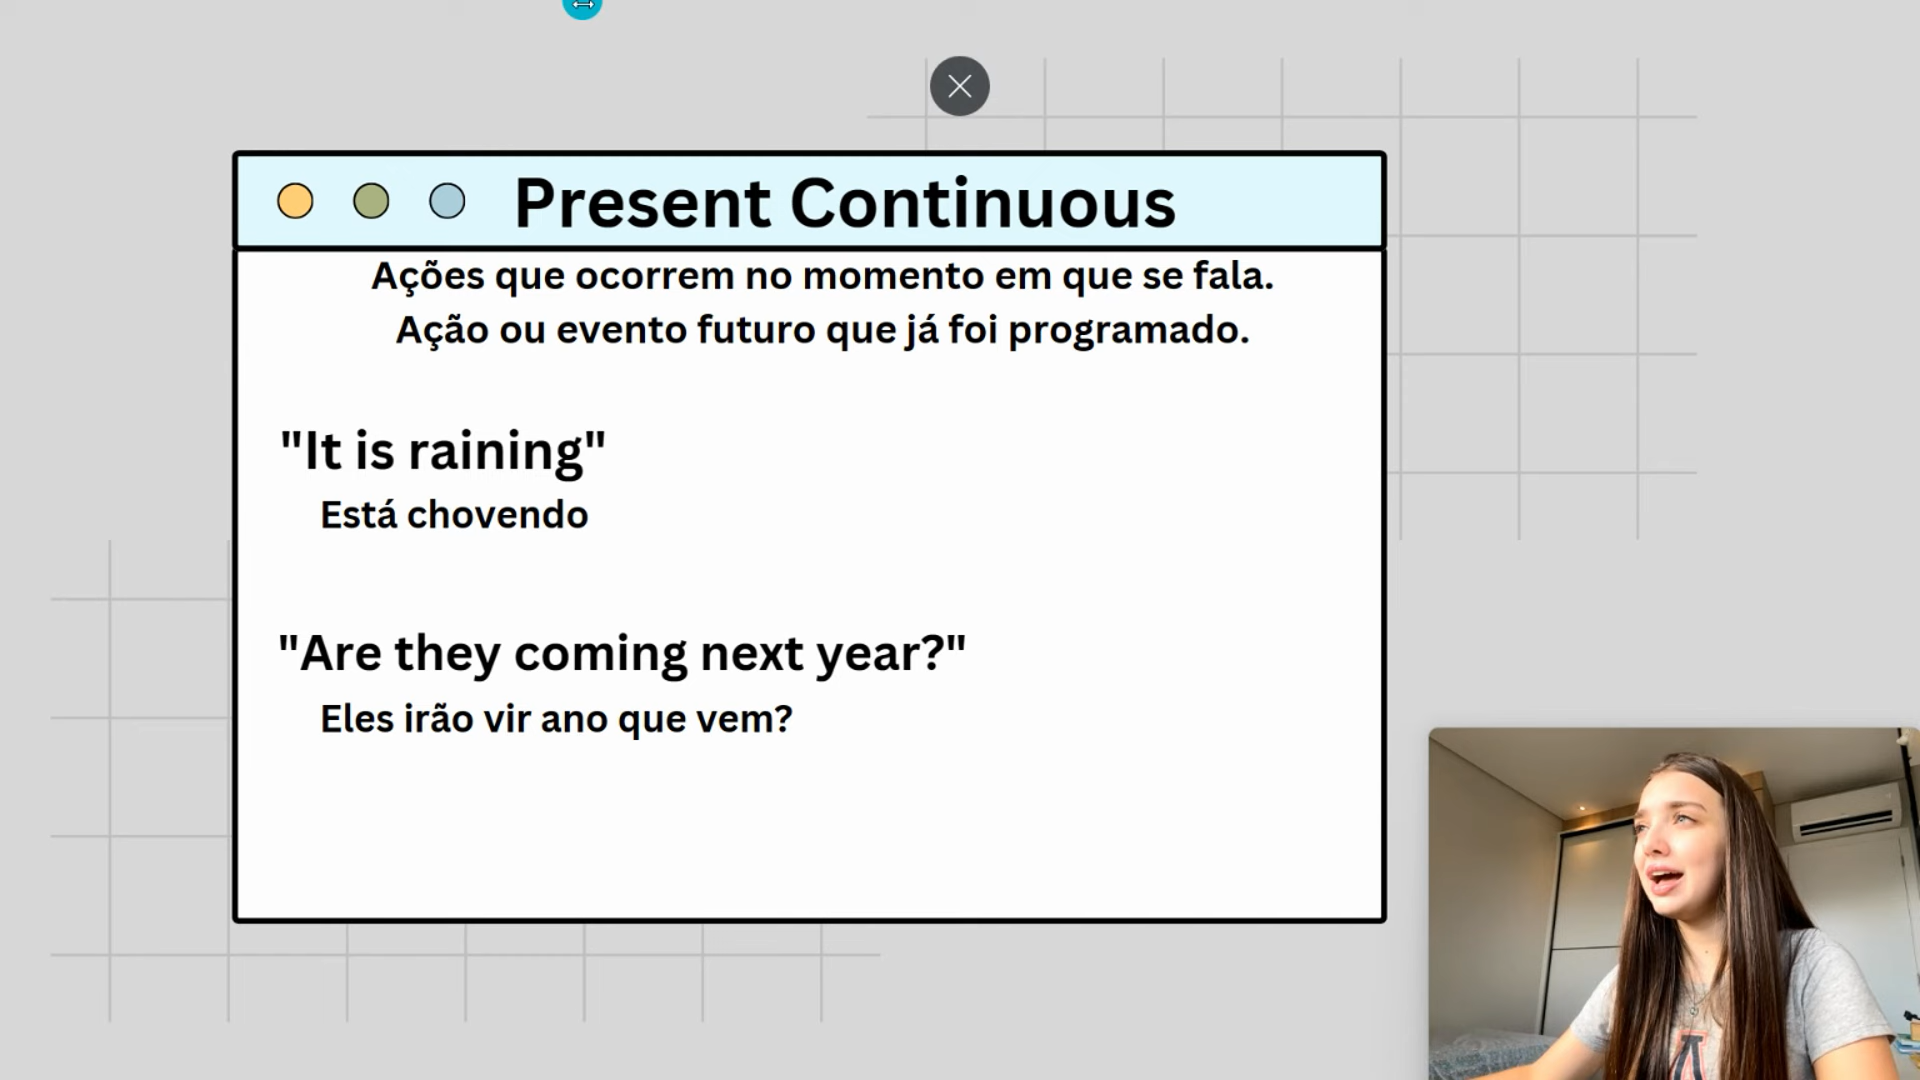 Present Continuous
Ações que ocorrem no momento em que se fala.
Ação ou evento futuro que já foi programado.
"It is raining"
Está chovendo
"Are they coming next year?"
Eles irão vir ano que vem?